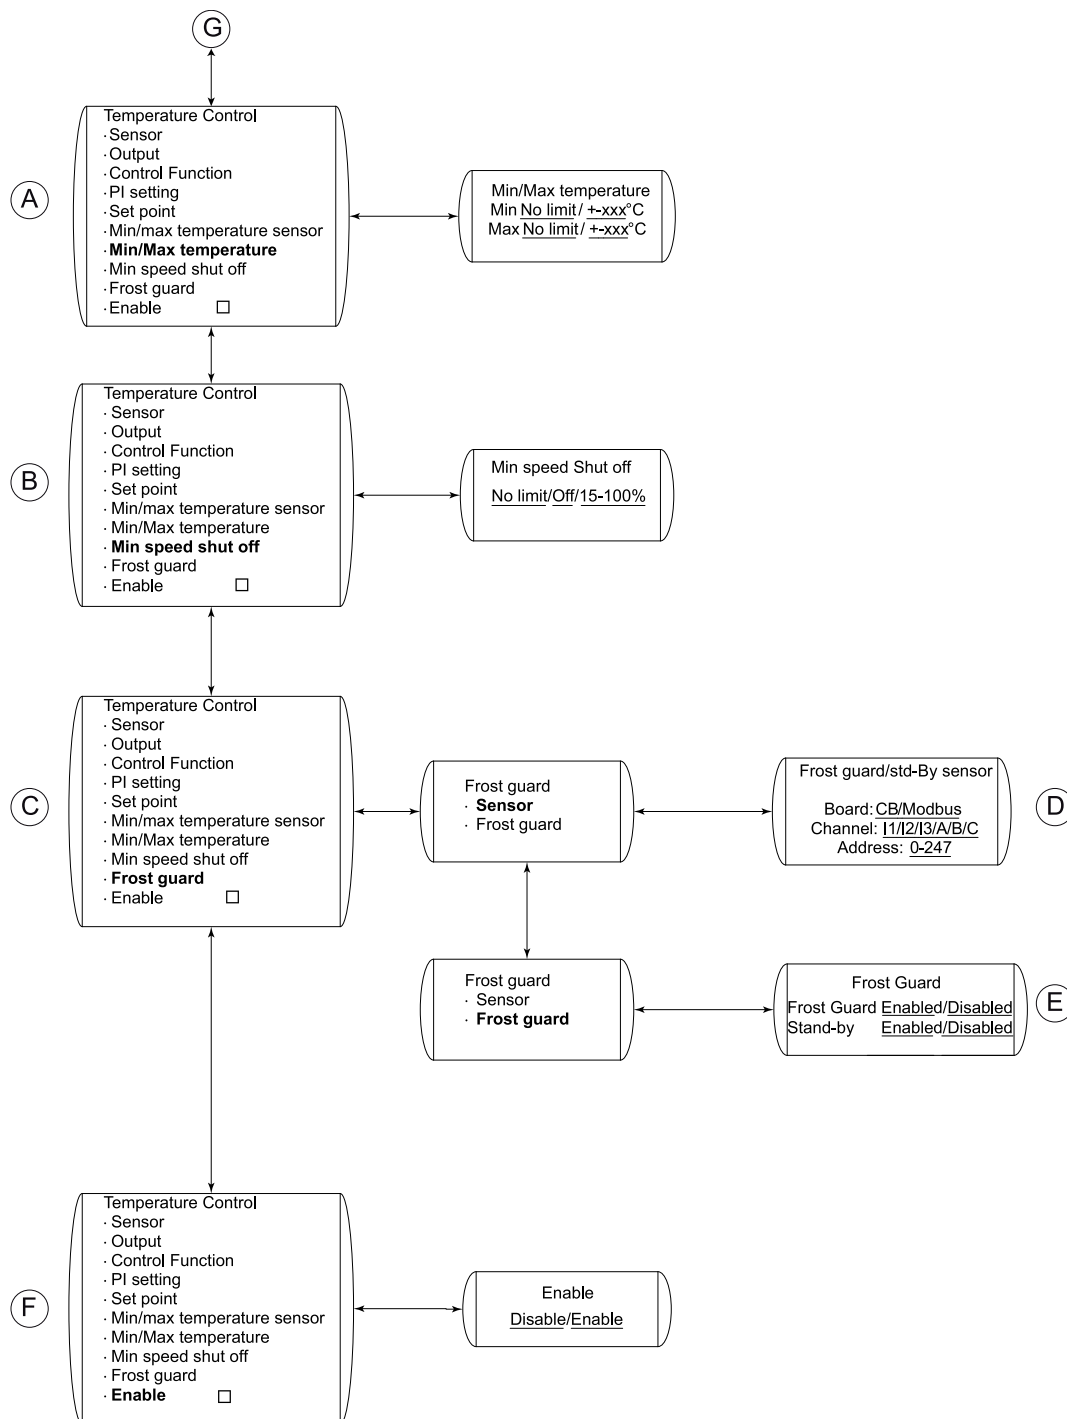 G
A
Temperature Control
· Sensor
· Output
· Control Function
· PI setting
· Set point
· Min/max temperature sensor
· Min/Max temperature
· Min speed shut off
· Frost guard
· Enable
Min/Max temperature
Min No limit/ +-xxx°C
Max No limit/ +-xxx°C
B
Temperature Control
· Sensor
· Output
· Control Function
· PI setting
· Set point
· Min/max temperature sensor
· Min/Max temperature
· Min speed shut off
· Frost guard
· Enable
Min speed Shut off
No limit/Off/15-100%
C
Temperature Control
· Sensor
· Output
· Control Function
· PI setting
· Set point
· Min/max temperature sensor
· Min/Max temperature
· Min speed shut off
· Frost guard
· Enable
Frost guard
· Sensor
· Frost guard
Frost guard/std-By sensor
Board: CB/Modbus
Channel: I1/I2/I3/A/B/C
Address: 0-247
D
Frost guard
· Sensor
· Frost guard
Frost Guard
Frost Guard Enabled/Disabled
Stand-by Enabled/Disabled
E
F
Temperature Control
· Sensor
· Output
· Control Function
· PI setting
· Set point
· Min/max temperature sensor
· Min/Max temperature
· Min speed shut off
· Frost guard
· Enable
Enable
Disable/Enable